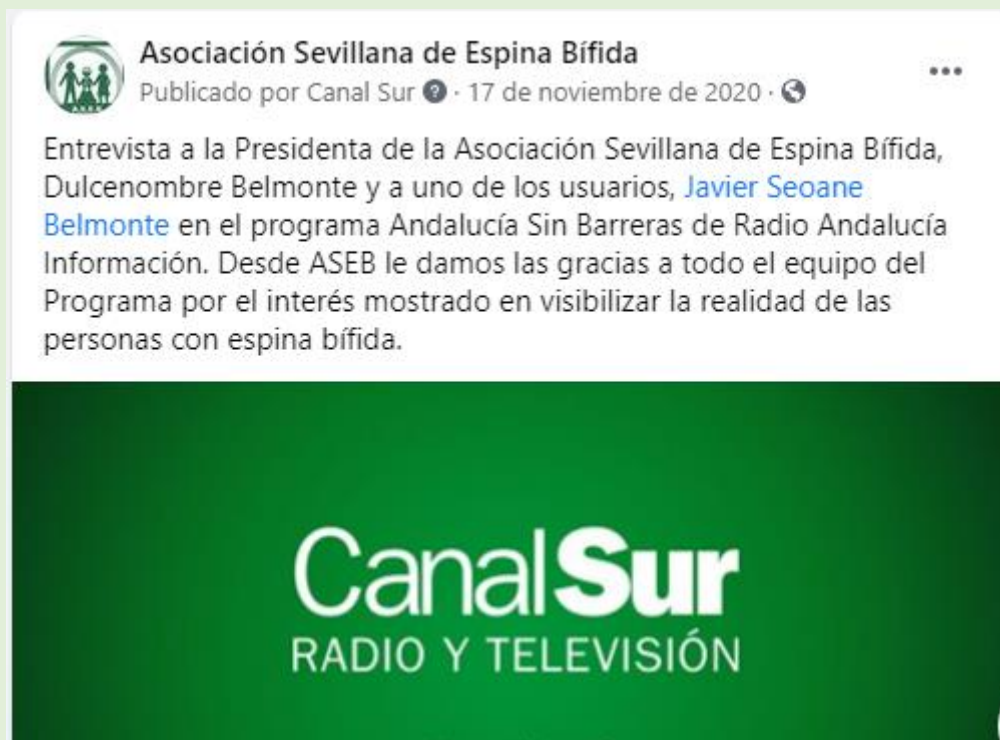 Asociación Sevillana de Espina Bífida
Publicado por Canal Sur · 17 de noviembre de 2020 ·
Entrevista a la Presidenta de la Asociación Sevillana de Espina Bífida,
Dulcenombre Belmonte y a uno de los usuarios, Javier Seoane
Belmonte en el programa Andalucía Sin Barreras de Radio Andalucía
Información. Desde ASEB le damos las gracias a todo el equipo del
Programa por el interés mostrado en visibilizar la realidad de las
personas con espina bífida.
CanalSur
RADIO Y TELEVISIÓN